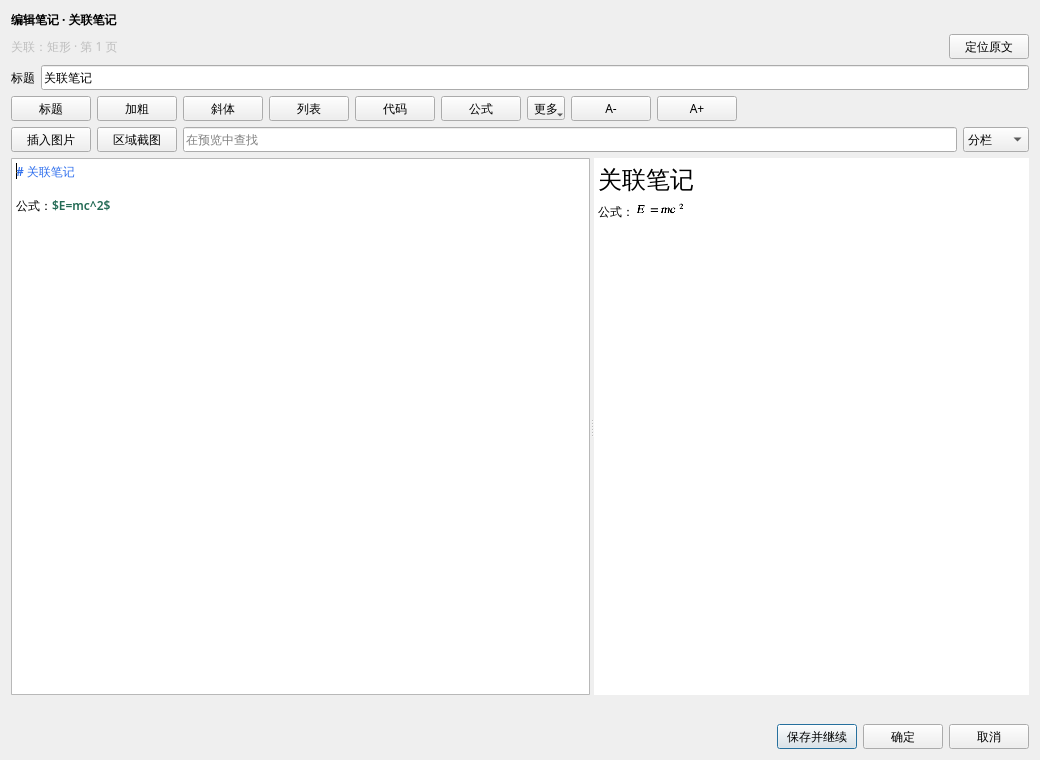 编辑笔记 · 关联笔记
关联：矩形 · 第 1 页
定位原文
标题 关联笔记
标题 加粗 斜体 列表 代码 公式 更多 A- A+
插入图片 区域截图 在预览中查找 分栏
# 关联笔记
公式：$E=mc^2$
关联笔记
公式： E = mc ²
保存并继续 确定 取消